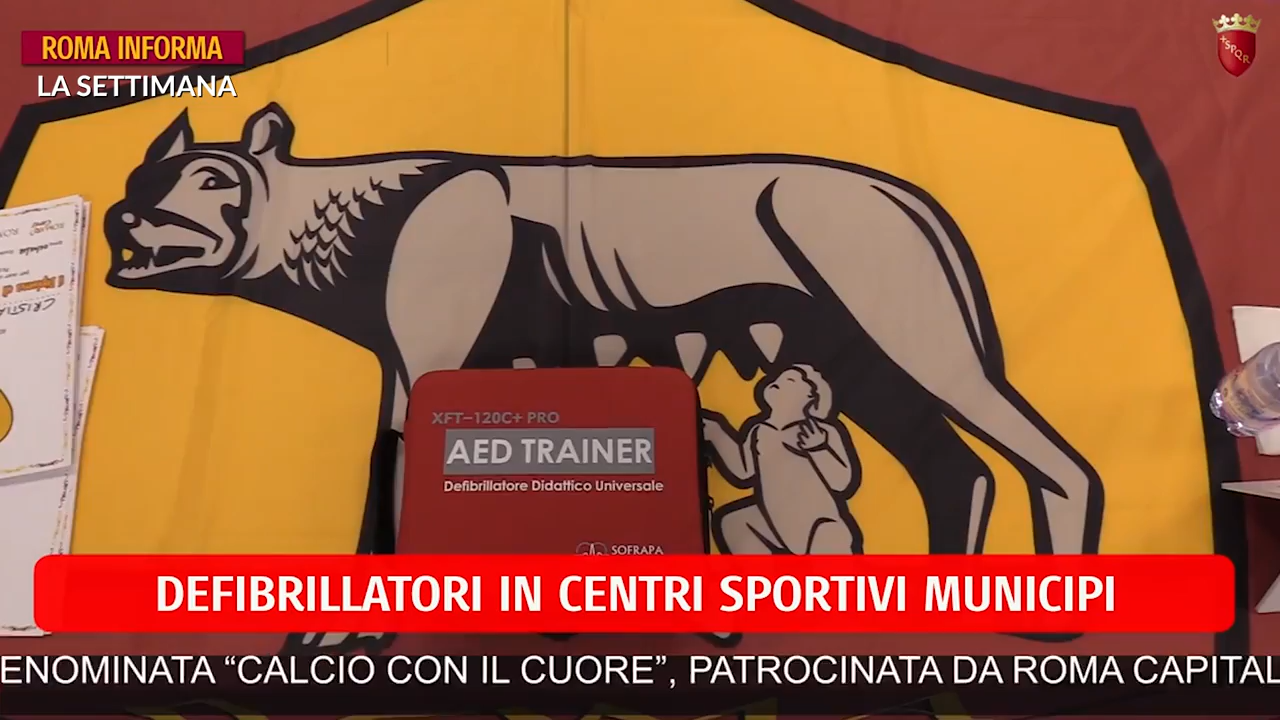 ROMA INFORMA
LA SETTIMANA
SPQR
XFT-120C+ PRO
AED TRAINER
Defibrillatore Didattico Universale
SOFRAPA
DEFIBRILLATORI IN CENTRI SPORTIVI MUNICIPI
ENOMINATA “CALCIO CON IL CUORE”, PATROCINATA DA ROMA CAPITAL